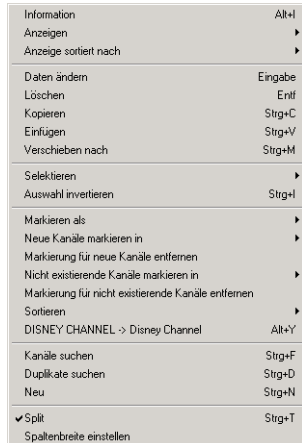 Information Alt+I
Anzeigen
Anzeige sortiert nach
Daten ändern Eingabe
Löschen Entf
Kopieren Strg+C
Einfügen Strg+V
Verschieben nach Strg+M
Selektieren
Auswahl invertieren Strg+I
Markieren als
Neue Kanäle markieren in
Markierung für neue Kanäle entfernen
Nicht existierende Kanäle markieren in
Markierung für nicht existierende Kanäle entfernen
Sortieren
DISNEY CHANNEL -> Disney Channel Alt+Y
Kanäle suchen Strg+F
Duplikate suchen Strg+D
Neu Strg+N
Split Strg+T
Spaltenbreite einstellen